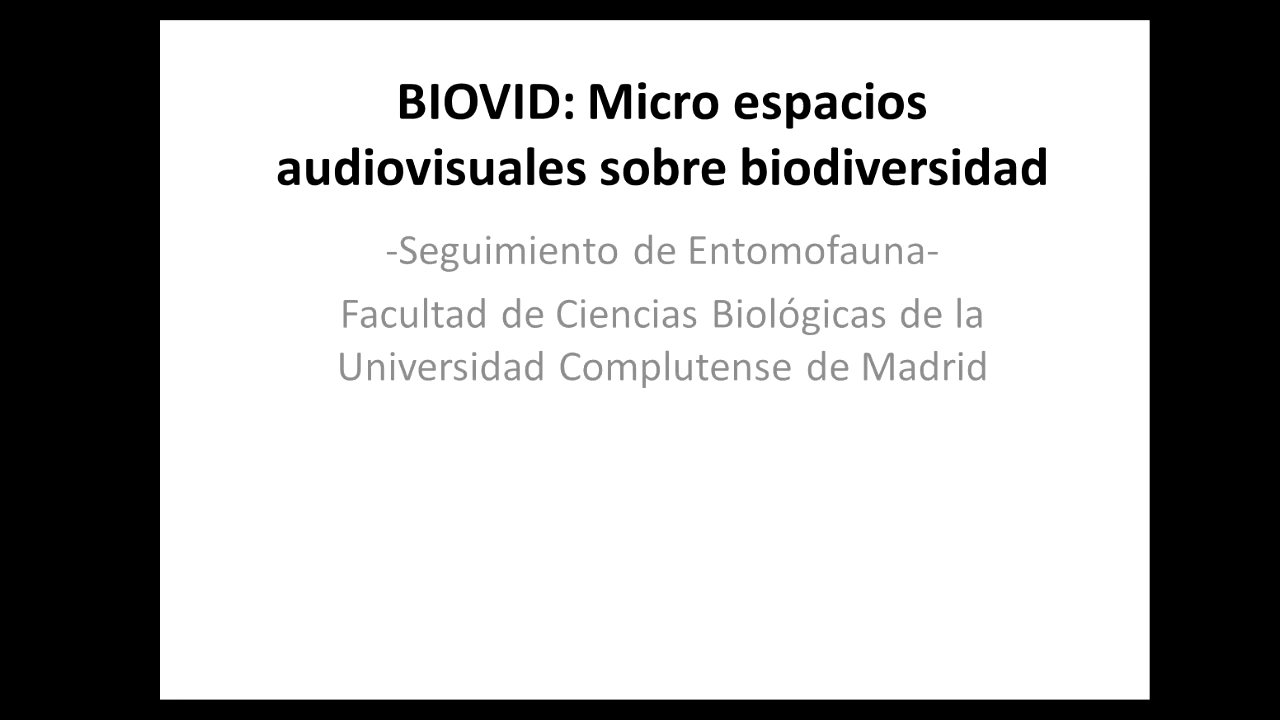 BIOVID: Micro espacios
audiovisuales sobre biodiversidad
-Seguimiento de Entomofauna-
Facultad de Ciencias Biológicas de la
Universidad Complutense de Madrid